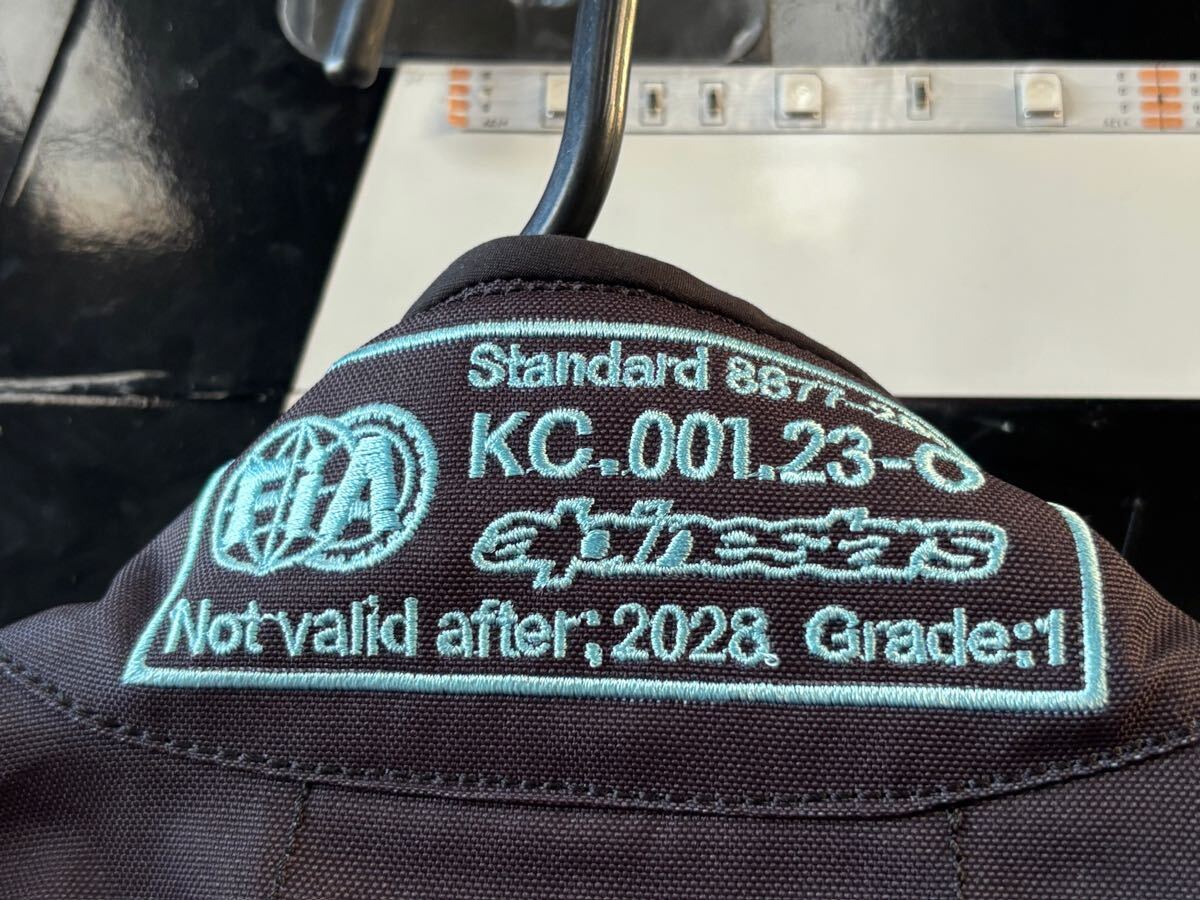 Standard 8877-
FIA
KC.001.23-O
alpinestars
Not valid after: 2028, Grade:1